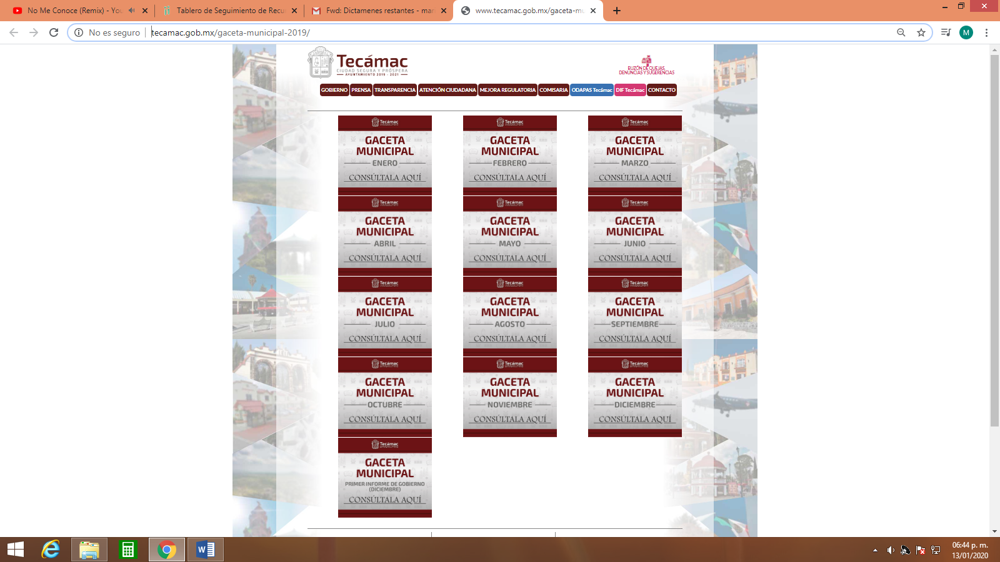 No Me Conoce (Remix) - You
Tablero de Seguimiento de Recu
Fwd: Dictamenes restantes - mar
www.tecamac.gob.mx/gaceta-mu
No es seguro
tecamac.gob.mx/gaceta-municipal-2019/
M
Tecámac
CIUDAD SEGURA Y PRÓSPERA
AYUNTAMIENTO 2019 - 2021
BUZÓN DE QUEJAS,
DENUNCIAS Y SUGERENCIAS
GOBIERNO PRENSA TRANSPARENCIA ATENCIÓN CIUDADANA MEJORA REGULATORIA COMISARIA ODAPAS Tecámac DIF Tecámac CONTACTO
Tecámac
GACETA
MUNICIPAL
ENERO
CONSÚLTALA AQUÍ
Tecámac
GACETA
MUNICIPAL
FEBRERO
CONSÚLTALA AQUÍ
Tecámac
GACETA
MUNICIPAL
MARZO
CONSÚLTALA AQUÍ
Tecámac
GACETA
MUNICIPAL
ABRIL
CONSÚLTALA AQUÍ
Tecámac
GACETA
MUNICIPAL
MAYO
CONSÚLTALA AQUÍ
Tecámac
GACETA
MUNICIPAL
JUNIO
CONSÚLTALA AQUÍ
Tecámac
GACETA
MUNICIPAL
JULIO
CONSÚLTALA AQUÍ
Tecámac
GACETA
MUNICIPAL
AGOSTO
CONSÚLTALA AQUÍ
Tecámac
GACETA
MUNICIPAL
SEPTIEMBRE
CONSÚLTALA AQUÍ
Tecámac
GACETA
MUNICIPAL
OCTUBRE
CONSÚLTALA AQUÍ
Tecámac
GACETA
MUNICIPAL
NOVIEMBRE
CONSÚLTALA AQUÍ
Tecámac
GACETA
MUNICIPAL
DICIEMBRE
CONSÚLTALA AQUÍ
Tecámac
GACETA
MUNICIPAL
PRIMER INFORME DE GOBIERNO
(DICIEMBRE)
CONSÚLTALA AQUÍ
06:44 p. m.
13/01/2020